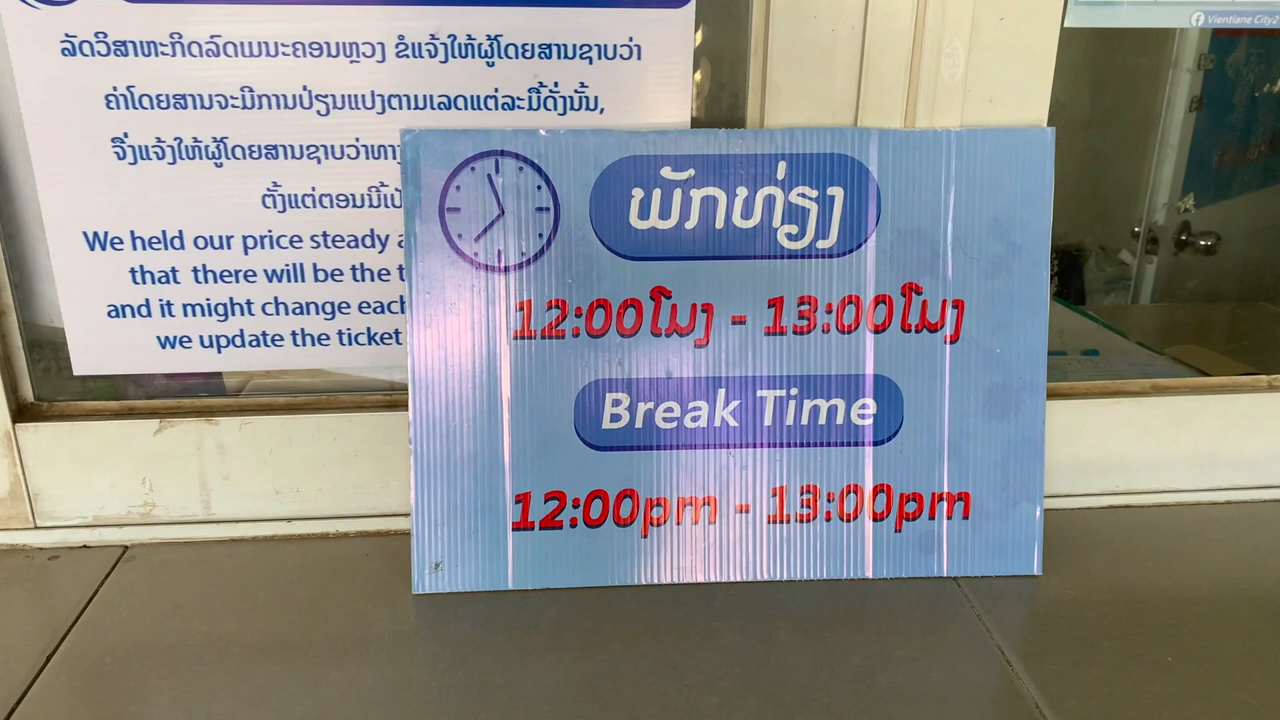 ລັດວິສາຫະກິດລົດເມນະຄອນຫຼວງ ຂໍແຈ້ງໃຫ້ຜູ້ໂດຍສານຊາບວ່າ
ຄ່າໂດຍສານຈະມີການປ່ຽນແປງຕາມເລດແຕ່ລະມື້ດັ່ງນັ້ນ,
ຈຶ່ງແຈ້ງໃຫ້ຜູ້ໂດຍສານຊາບວ່າທາງ
ຕັ້ງແຕ່ຕອນນີ້ເປັ
We held our price steady
that there will be the
and it might change each
we update the ticket
ພັກທ່ຽງ
12:00ໂມງ - 13:00ໂມງ
Break Time
12:00pm - 13:00pm
Vientiane City2